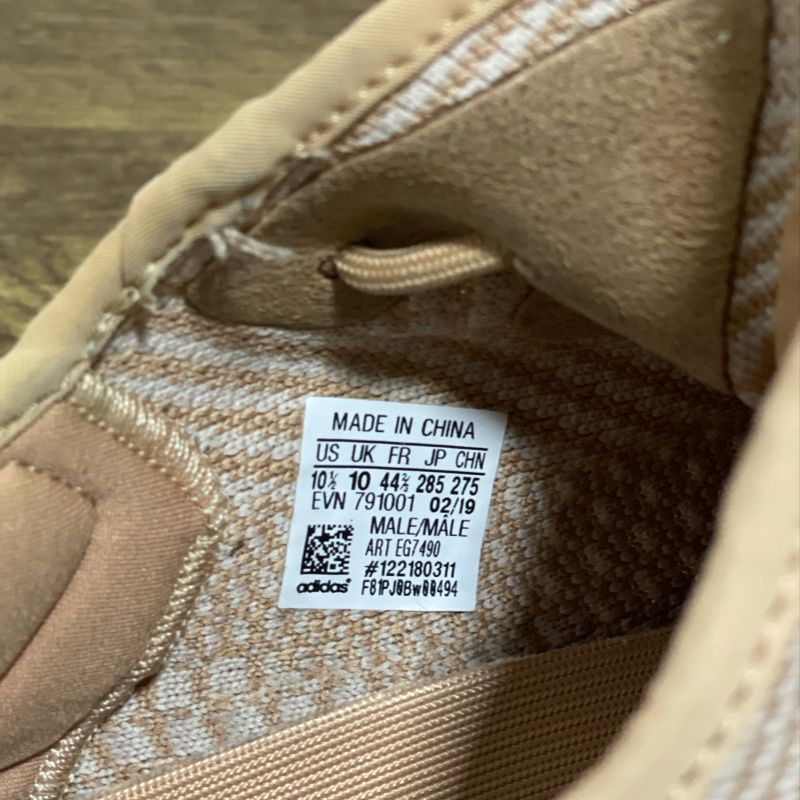 MADE IN CHINA
US UK FR JP CHN
10½ 10 44⅔ 285 275
EVN 791001 02/19
MALE/MÂLE
ART EG7490
#122180311
adidas F81PJ0Bw00494